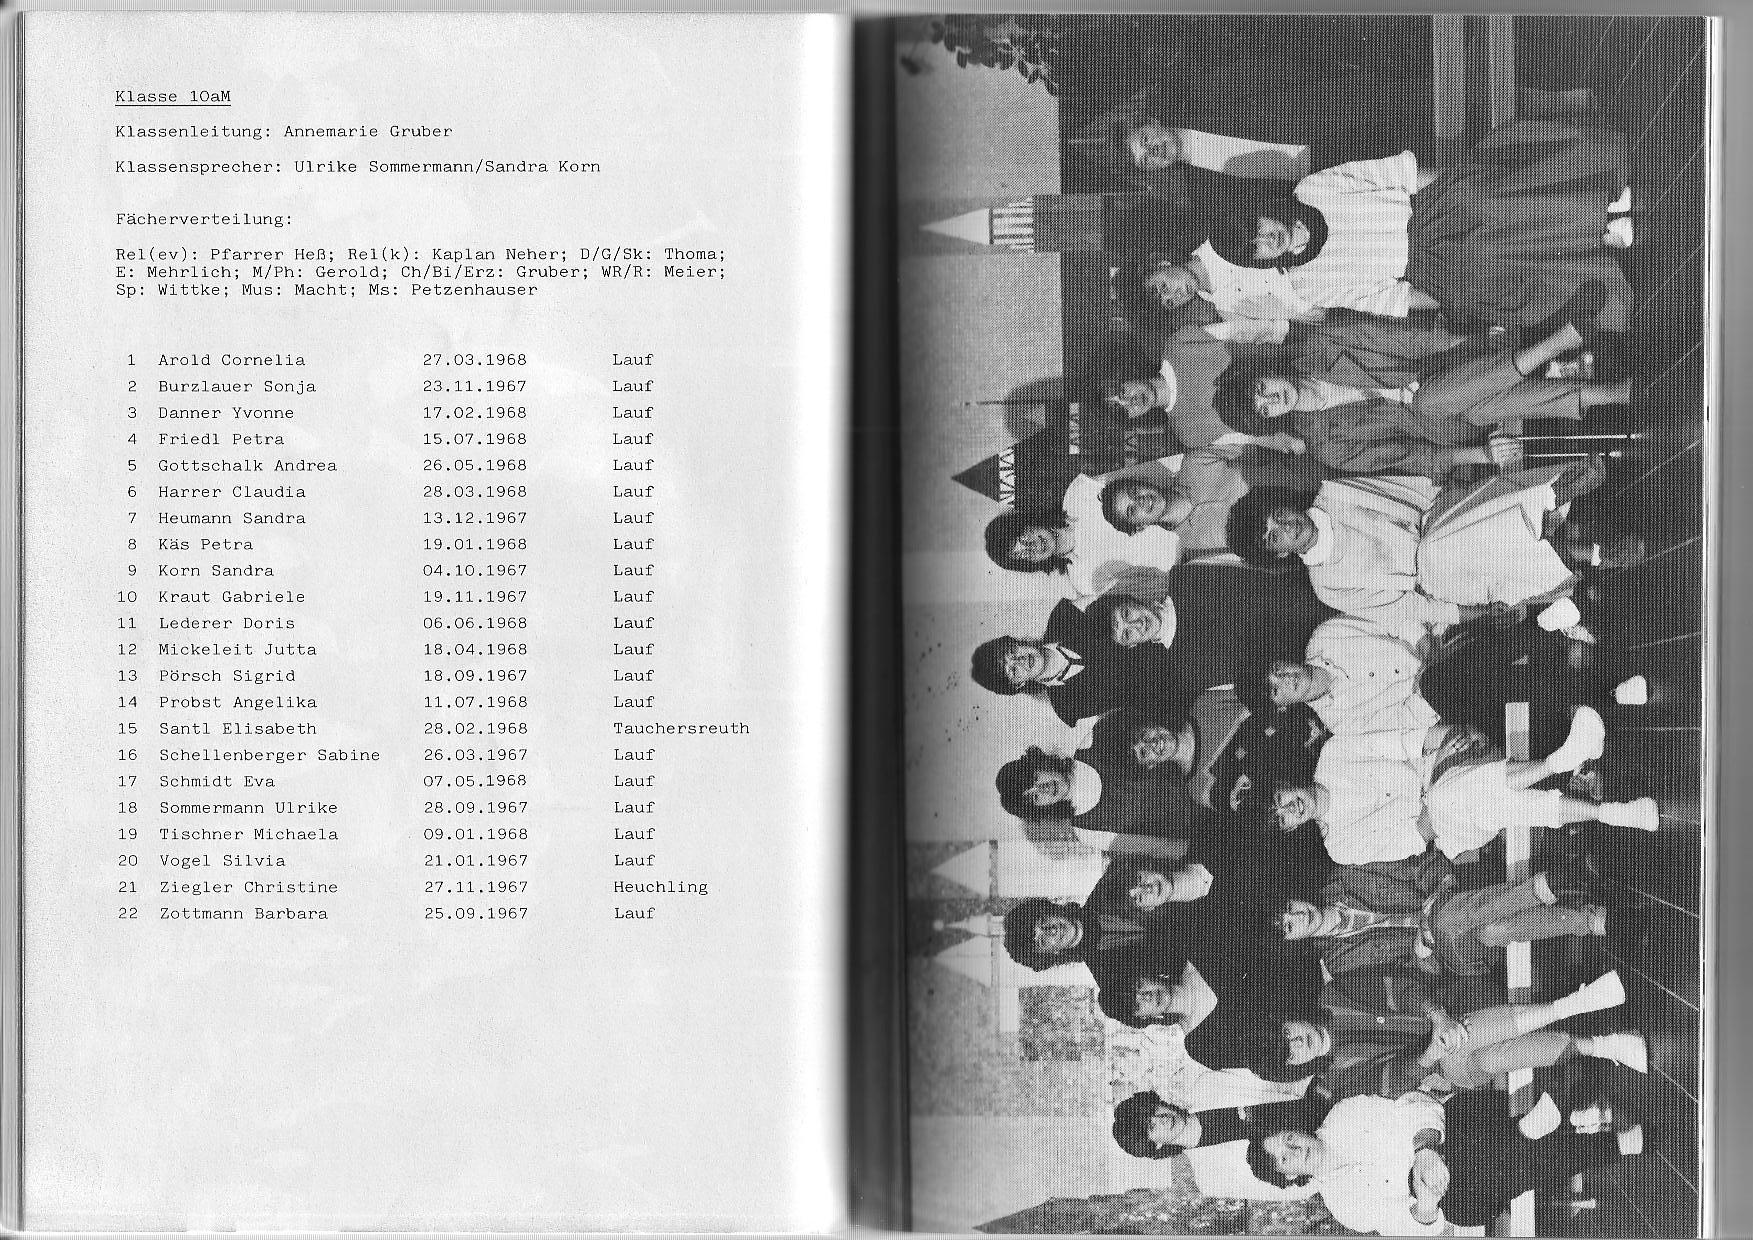 Klasse 10aM
Klassenleitung: Annemarie Gruber
Klassensprecher: Ulrike Sommermann/Sandra Korn
Fächerverteilung:
Rel(ev): Pfarrer Heß; Rel(k): Kaplan Neher; D/G/Sk: Thoma;
E: Mehrlich; M/Ph: Gerold; Ch/Bi/Erz: Gruber; WR/R: Meier;
Sp: Wittke; Mus: Macht; Ms: Petzenhauser
1 Arold Cornelia 27.03.1968 Lauf
2 Burzlauer Sonja 23.11.1967 Lauf
3 Danner Yvonne 17.02.1968 Lauf
4 Friedl Petra 15.07.1968 Lauf
5 Gottschalk Andrea 26.05.1968 Lauf
6 Harrer Claudia 28.03.1968 Lauf
7 Heumann Sandra 13.12.1967 Lauf
8 Käs Petra 19.01.1968 Lauf
9 Korn Sandra 04.10.1967 Lauf
10 Kraut Gabriele 19.11.1967 Lauf
11 Lederer Doris 06.06.1968 Lauf
12 Mickeleit Jutta 18.04.1968 Lauf
13 Pörsch Sigrid 18.09.1967 Lauf
14 Probst Angelika 11.07.1968 Lauf
15 Santl Elisabeth 28.02.1968 Tauchersreuth
16 Schellenberger Sabine 26.03.1967 Lauf
17 Schmidt Eva 07.05.1968 Lauf
18 Sommermann Ulrike 28.09.1967 Lauf
19 Tischner Michaela 09.01.1968 Lauf
20 Vogel Silvia 21.01.1967 Lauf
21 Ziegler Christine 27.11.1967 Heuchling
22 Zottmann Barbara 25.09.1967 Lauf